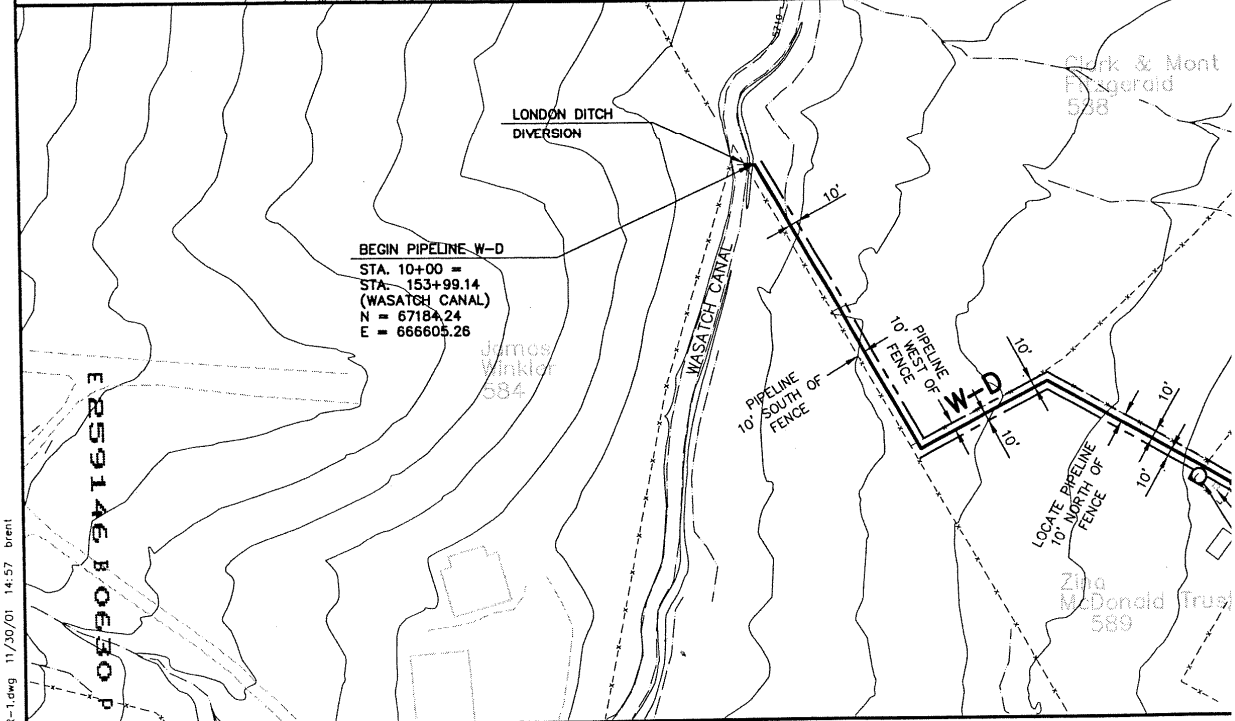 5710
Clark & Mont
Fitzgerald
588
LONDON DITCH
DIVERSION
BEGIN PIPELINE W-D
STA. 10+00 =
STA. 153+99.14
(WASATCH CANAL)
N = 67184.24
E = 666605.26
James
Winkler
584
WASATCH CANAL
10'
PIPELINE
10' WEST OF
FENCE
PIPELINE
10' SOUTH OF
FENCE
W-D
10'
10'
10'
10'
LOCATE PIPELINE
10' NORTH OF
FENCE
Zina
McDonald Trust
589
E 259146 B 0630 P
-1.dwg 11/30/01 14:57 brent